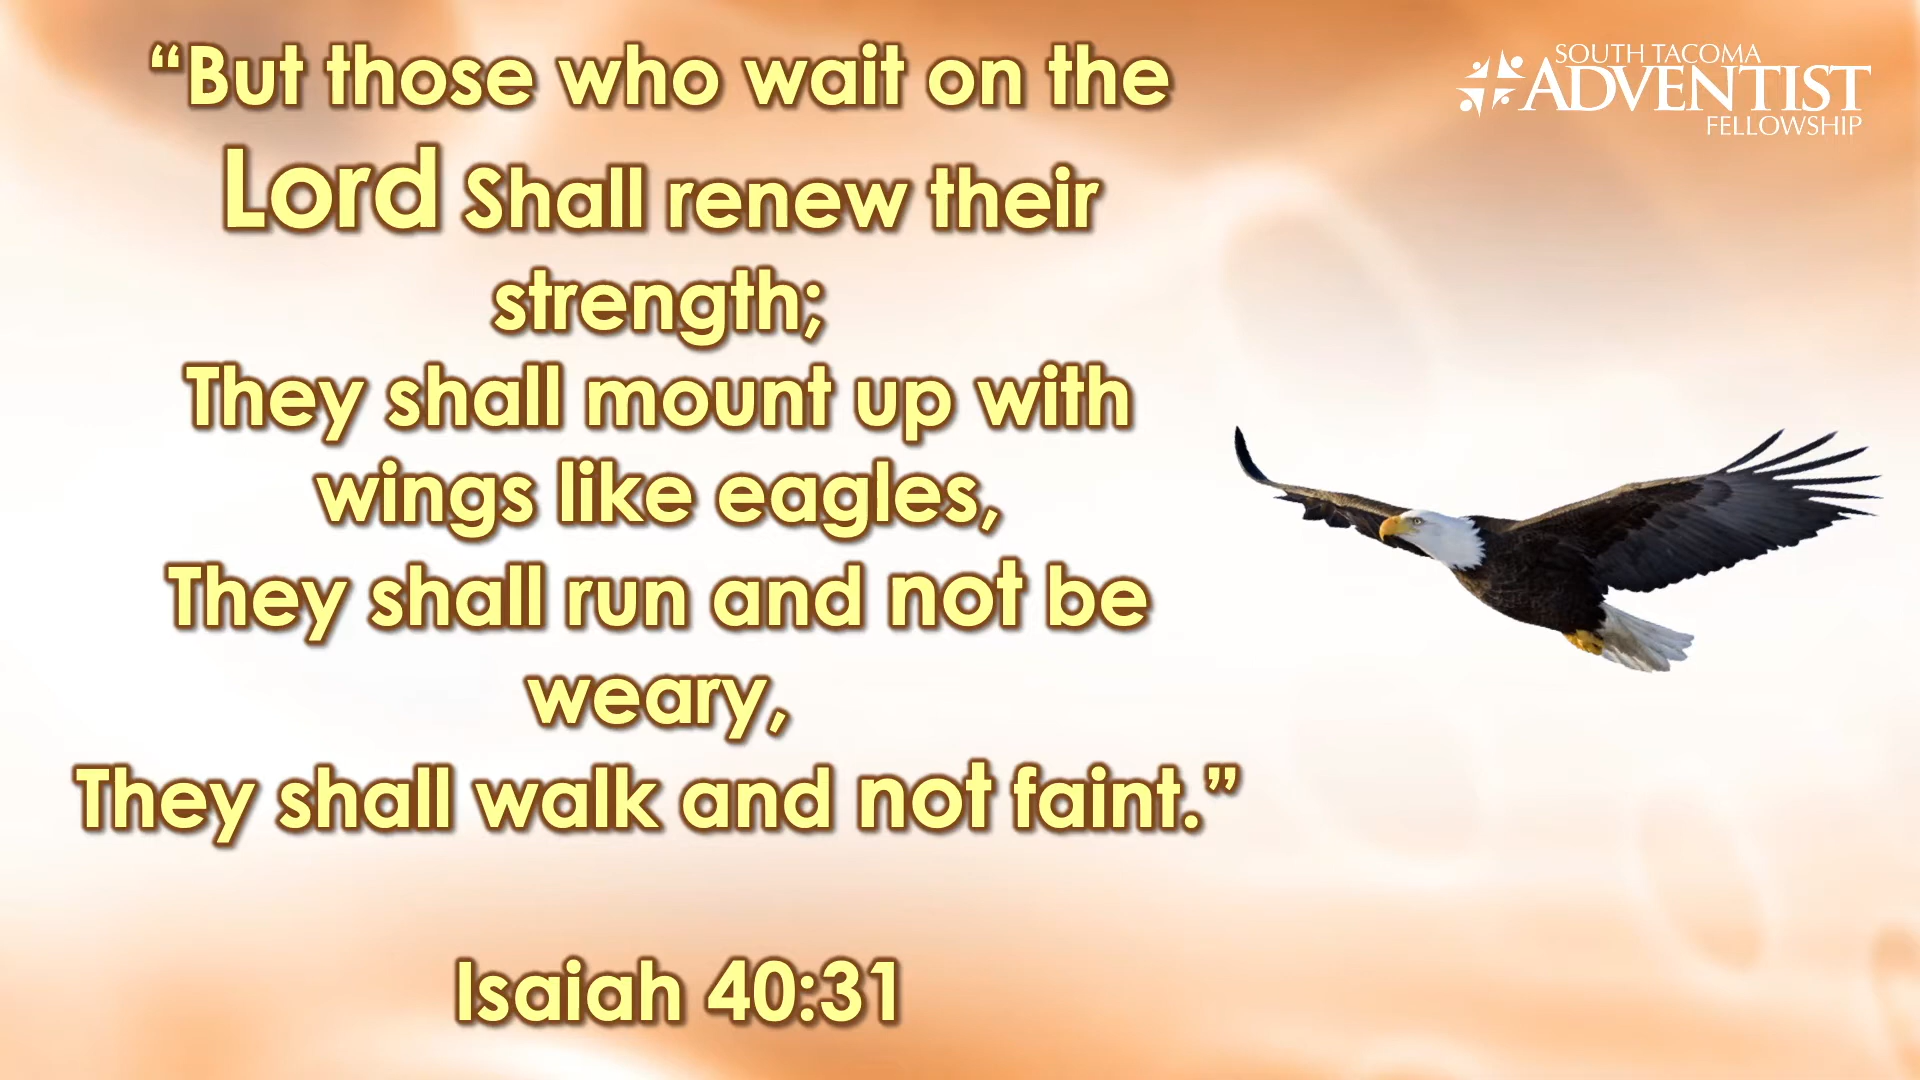 “But those who wait on the
Lord Shall renew their
strength;
They shall mount up with
wings like eagles,
They shall run and not be
weary,
They shall walk and not faint.”
Isaiah 40:31
SOUTH TACOMA
ADVENTIST
FELLOWSHIP